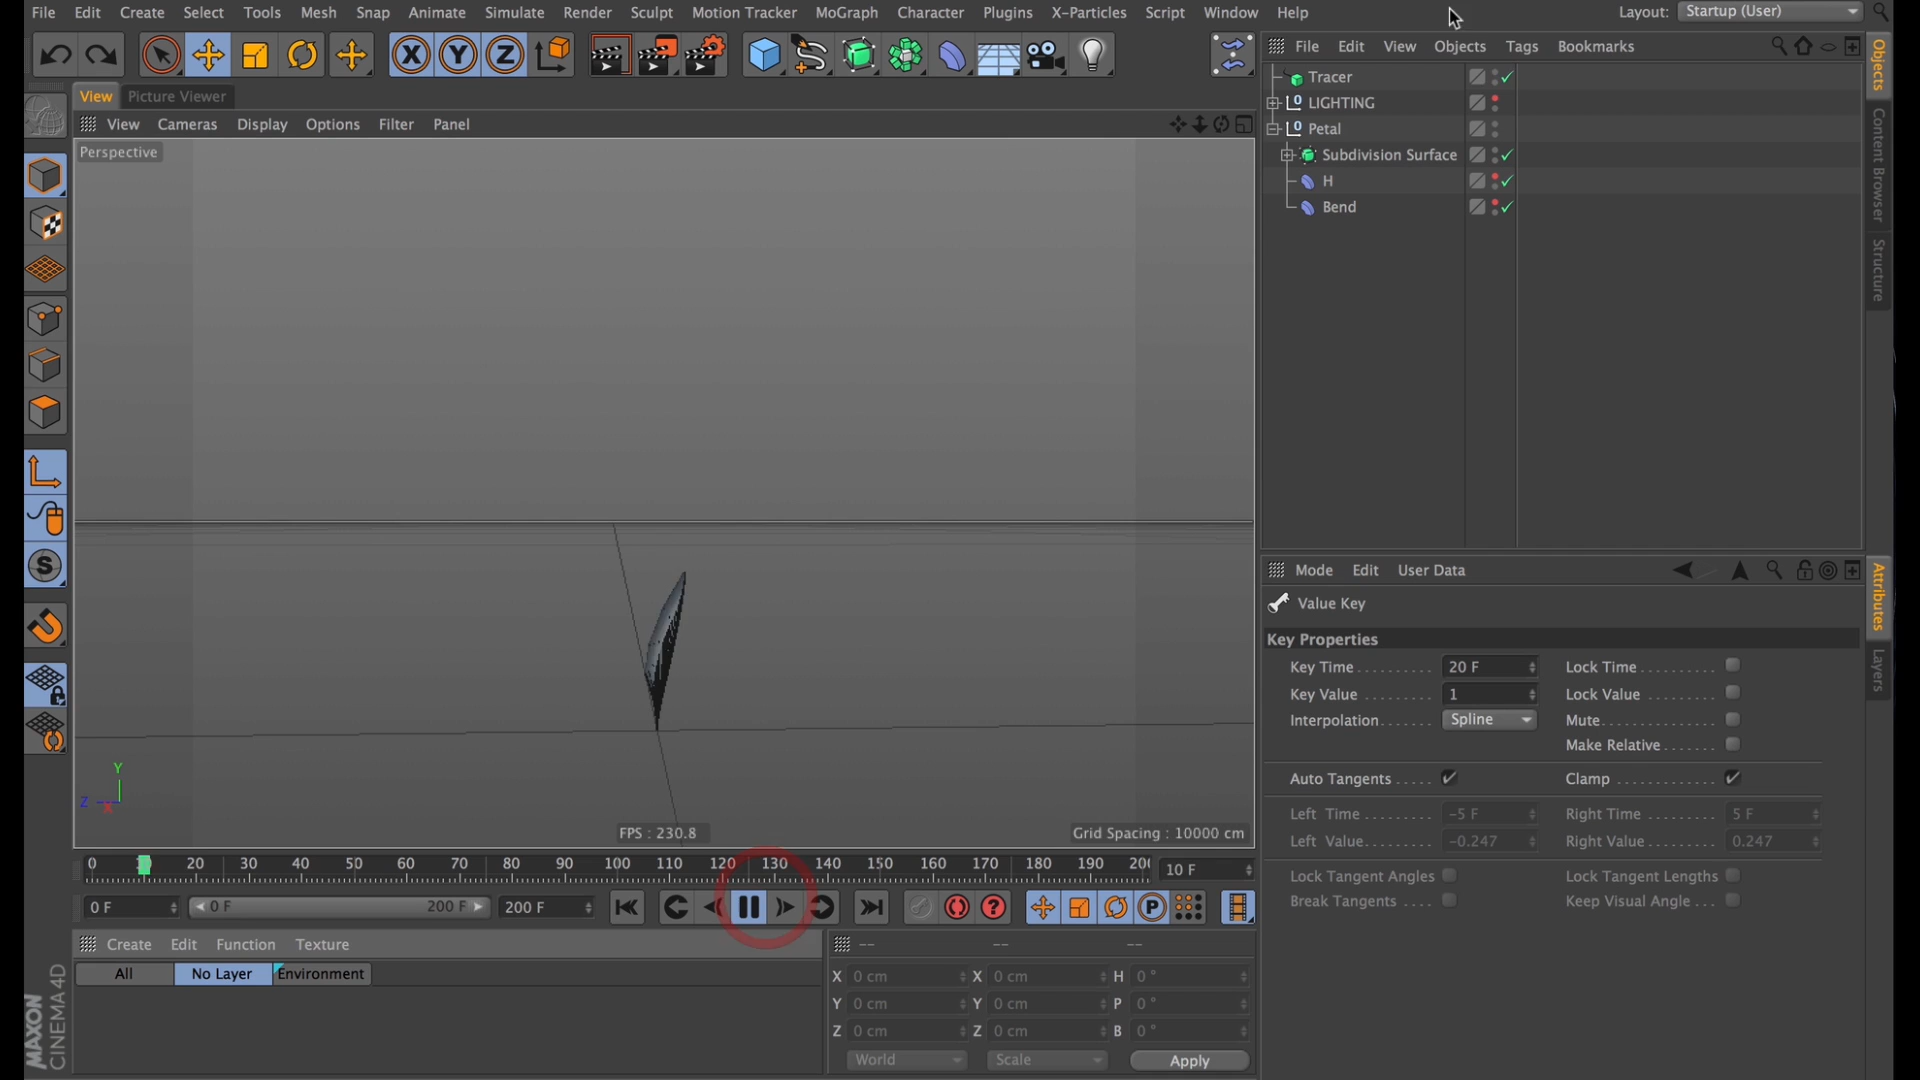 File Edit Create Select Tools Mesh Snap Animate Simulate Render Sculpt Motion Tracker MoGraph Character Plugins X-Particles Script Window Help Layout: Startup (User)
File Edit View Objects Tags Bookmarks
X Y Z
View Picture Viewer
View Cameras Display Options Filter Panel
Perspective
Tracer
LIGHTING
Petal
Subdivision Surface
H
Bend
Objects
Content Browser
Structure
Mode Edit User Data
Value Key
Key Properties
Key Time 20 F Lock Time
Key Value 1 Lock Value
Interpolation Spline Mute
Make Relative
Auto Tangents Clamp
Left Time -5 F Right Time 5 F
Left Value -0.247 Right Value 0.247
Lock Tangent Angles Lock Tangent Lengths
Break Tangents Keep Visual Angle
Attributes
Layers
Y
Z X
FPS : 230.8
Grid Spacing : 10000 cm
0 20 30 40 50 60 70 80 90 100 110 120 130 140 150 160 170 180 190 10 F
0 F 0 F 200 F 200 F
Create Edit Function Texture
All No Layer Environment
-- -- --
X 0 cm X 0 cm H 0 °
Y 0 cm Y 0 cm P 0 °
Z 0 cm Z 0 cm B 0 °
World Scale Apply
MAXON
CINEMA 4D